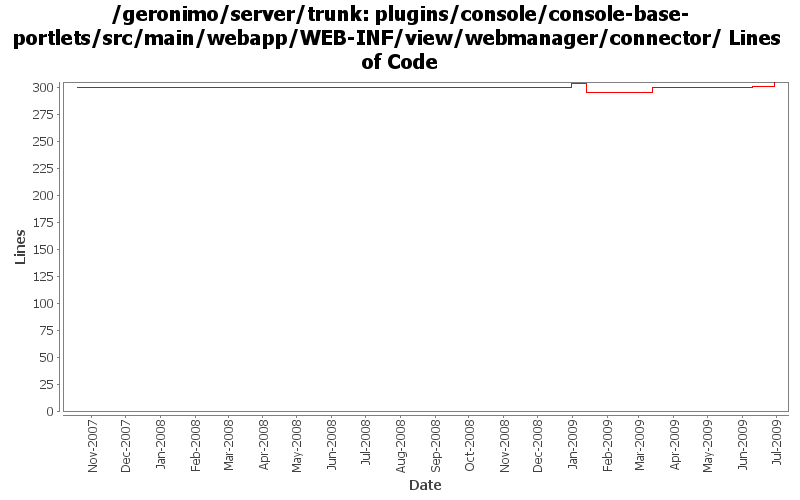 /geronimo/server/trunk: plugins/console/console-base-
portlets/src/main/webapp/WEB-INF/view/webmanager/connector/ Lines
of Code
Lines
300
275
250
225
200
175
150
125
100
75
50
25
0
Nov-2007
Dec-2007
Jan-2008
Feb-2008
Mar-2008
Apr-2008
May-2008
Jun-2008
Jul-2008
Aug-2008
Sep-2008
Oct-2008
Nov-2008
Dec-2008
Jan-2009
Feb-2009
Mar-2009
Apr-2009
May-2009
Jun-2009
Jul-2009
Date